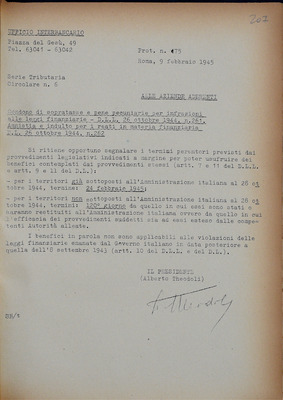 202
UFFICIO INTERBANCARIO
Piazza del Gesù, 49
Tel. 63041 - 63042
Prot. n. 475
Roma, 9 febbraio 1945
Serie Tributaria
Circolare n. 6
ALLE AZIENDE ADERENTI
Condono di soprattasse e pene pecuniarie per infrazioni
alle leggi finanziarie - D.L.L. 26 ottobre 1944, n.261.
Amnistia e indulto per i reati in materia finanziaria
D.L. 26 ottobre 1944, n.262
Si ritiene opportuno segnalare i termini perentori previsti dai
provvedimenti legislativi indicati a margine per poter usufruire dei
benefici contemplati dai provvedimenti stessi (artt. 7 e 11 del D.L.L.
e artt. 9 e 11 del D.L.):
- per i territori già sottoposti all'Amministrazione italiana al 28 ot
tobre 1944, termine: 24 febbraio 1945;
- per i territori non sottoposti all'Amministrazione italiana al 28 ot
tobre 1944, termine: 120° giorno da quello in cui essi sono stati o
saranno restituiti all'Amministrazione italiana ovvero da quello in cui
l'efficacia dei provvedimenti suddetti sia ad essi estesa dalle compe-
tenti Autorità alleate.
I benefici in parola non sono applicabili alle violazioni delle
leggi finanziarie emanate dal Governo italiano in data posteriore a
quella dell'8 settembre 1943 (artt. 10 del D.L.L. e del D.L.).
IL PRESIDENTE
(Alberto Theodoli)